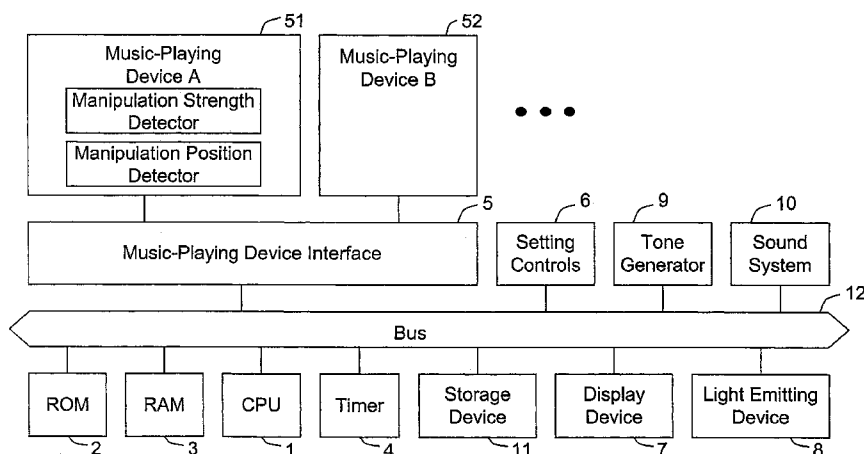 51
52
Music-Playing
Device A
Manipulation Strength
Detector
Manipulation Position
Detector
Music-Playing
Device B
5
6
9
10
Music-Playing Device Interface
Setting
Controls
Tone
Generator
Sound
System
12
Bus
ROM
RAM
CPU
Timer
Storage
Device
Display
Device
Light Emitting
Device
2
3
1
4
11
7
8